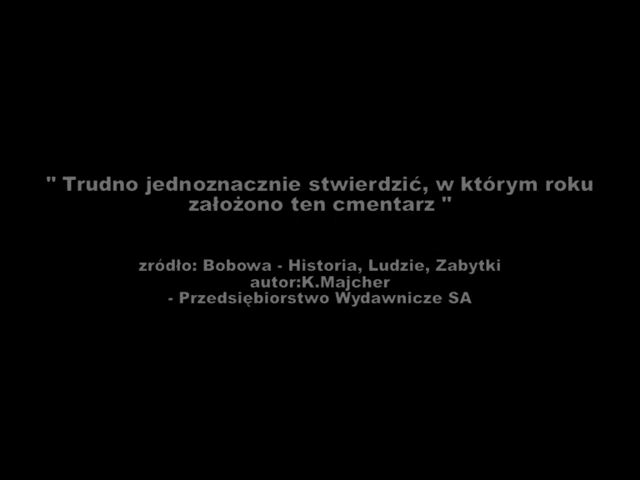 " Trudno jednoznacznie stwierdzić, w którym roku
założono ten cmentarz "
zródło: Bobowa - Historia, Ludzie, Zabytki
autor:K.Majcher
- Przedsiębiorstwo Wydawnicze SA